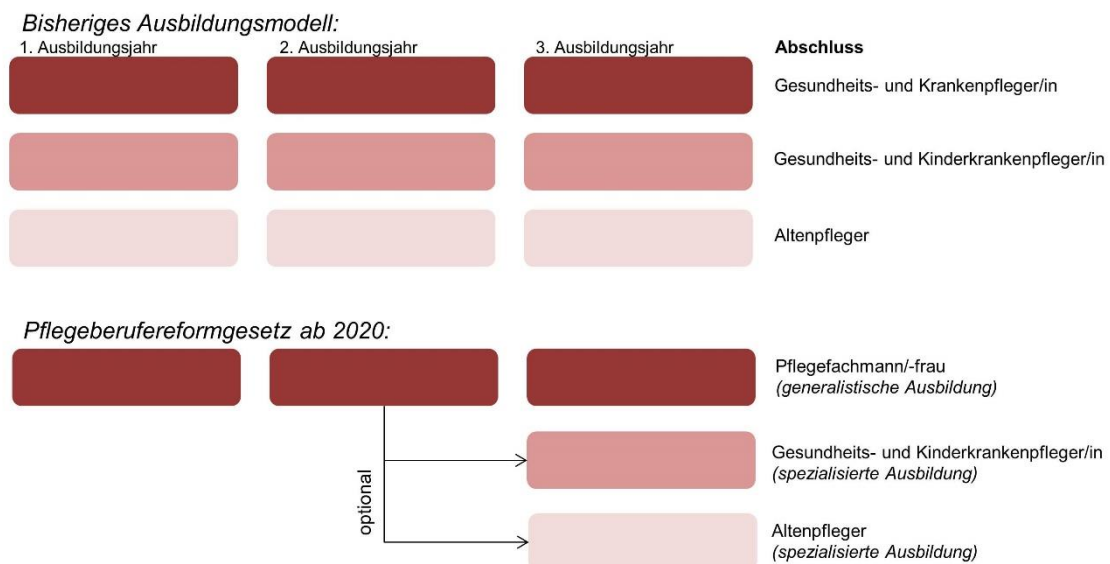 Bisheriges Ausbildungsmodell:
1. Ausbildungsjahr 2. Ausbildungsjahr 3. Ausbildungsjahr Abschluss
Gesundheits- und Krankenpfleger/in
Gesundheits- und Kinderkrankenpfleger/in
Altenpfleger
Pflegeberufereformgesetz ab 2020:
Pflegefachmann/-frau
(generalistische Ausbildung)
Gesundheits- und Kinderkrankenpfleger/in
(spezialisierte Ausbildung)
optional
Altenpfleger
(spezialisierte Ausbildung)